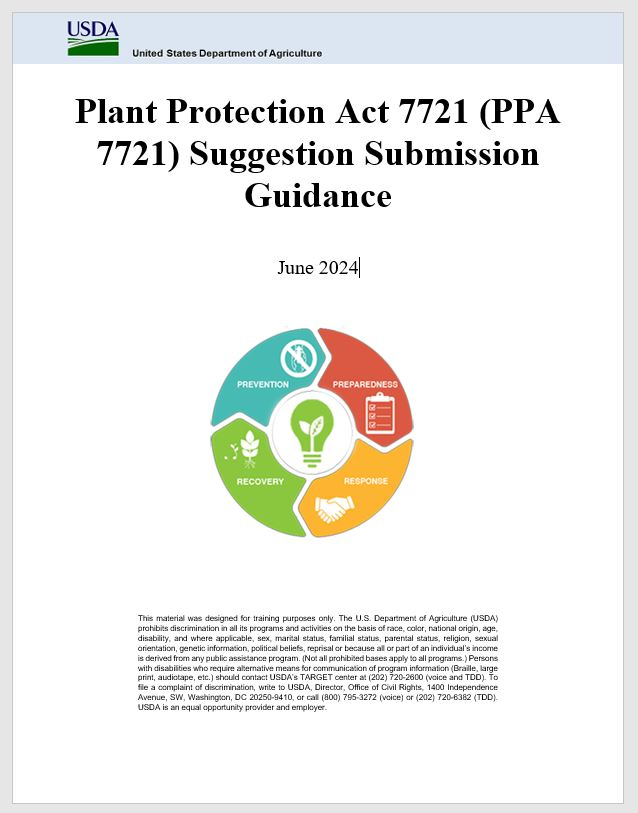 USDA
United States Department of Agriculture
Plant Protection Act 7721 (PPA
7721) Suggestion Submission
Guidance
June 2024
PREVENTION
PREPAREDNESS
RECOVERY
RESPONSE
This material was designed for training purposes only. The U.S. Department of Agriculture (USDA)
prohibits discrimination in all its programs and activities on the basis of race, color, national origin, age,
disability, and where applicable, sex, marital status, familial status, parental status, religion, sexual
orientation, genetic information, political beliefs, reprisal or because all or part of an individual's income
is derived from any public assistance program. (Not all prohibited bases apply to all programs.) Persons
with disabilities who require alternative means for communication of program information (Braille, large
print, audiotape, etc.) should contact USDA's TARGET center at (202) 720-2600 (voice and TDD). To
file a complaint of discrimination, write to USDA, Director, Office of Civil Rights, 1400 Independence
Avenue, SW, Washington, DC 20250-9410, or call (800) 795-3272 (voice) or (202) 720-6382 (TDD).
USDA is an equal opportunity provider and employer.